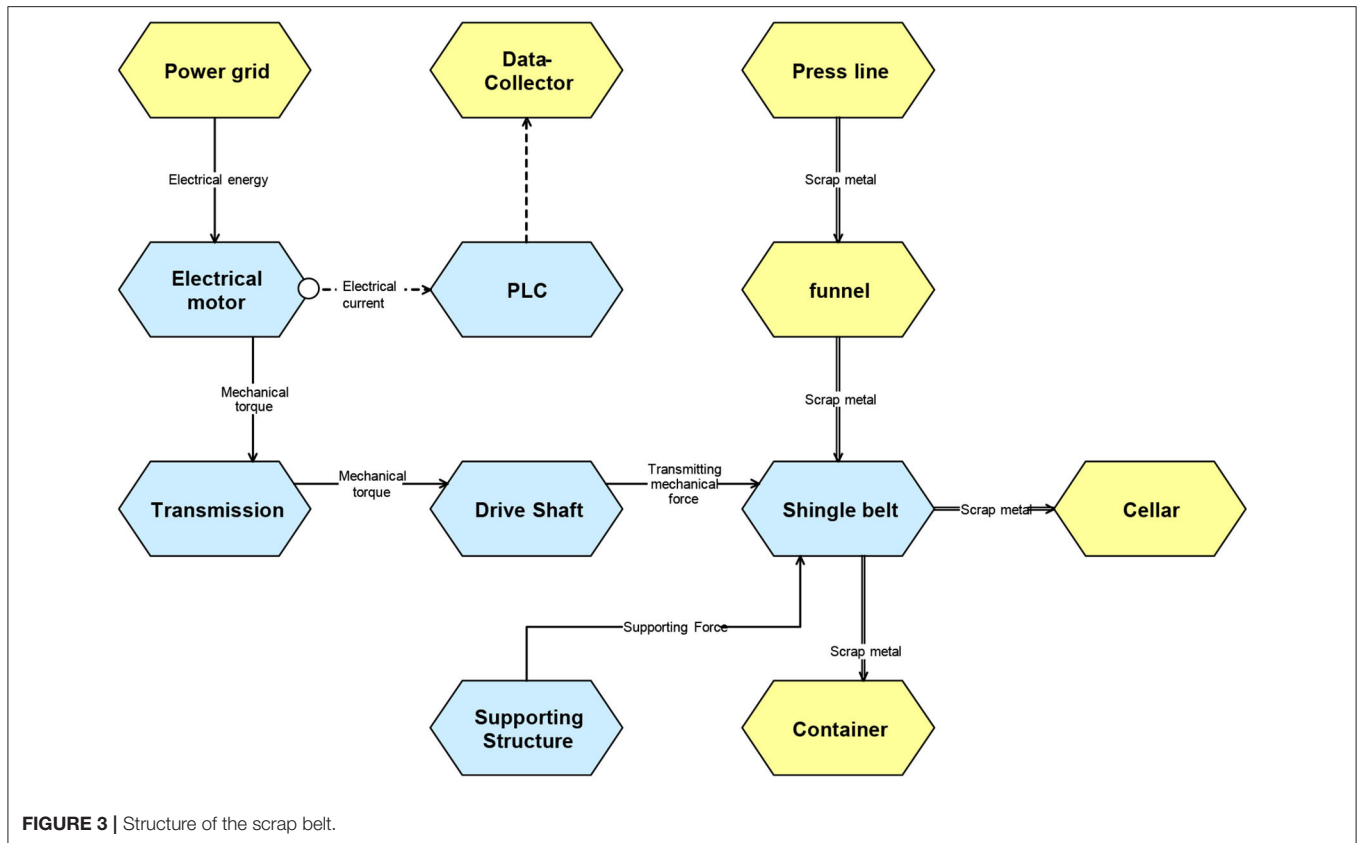 Power grid
Data-
Collector
Press line
Electrical energy
Scrap metal
Electrical
motor
Electrical
current
PLC
funnel
Mechanical
torque
Scrap metal
Transmission
Mechanical
torque
Drive Shaft
Transmitting
mechanical
force
Shingle belt
Scrap metal
Cellar
Supporting Force
Scrap metal
Supporting
Structure
Container
FIGURE 3 | Structure of the scrap belt.